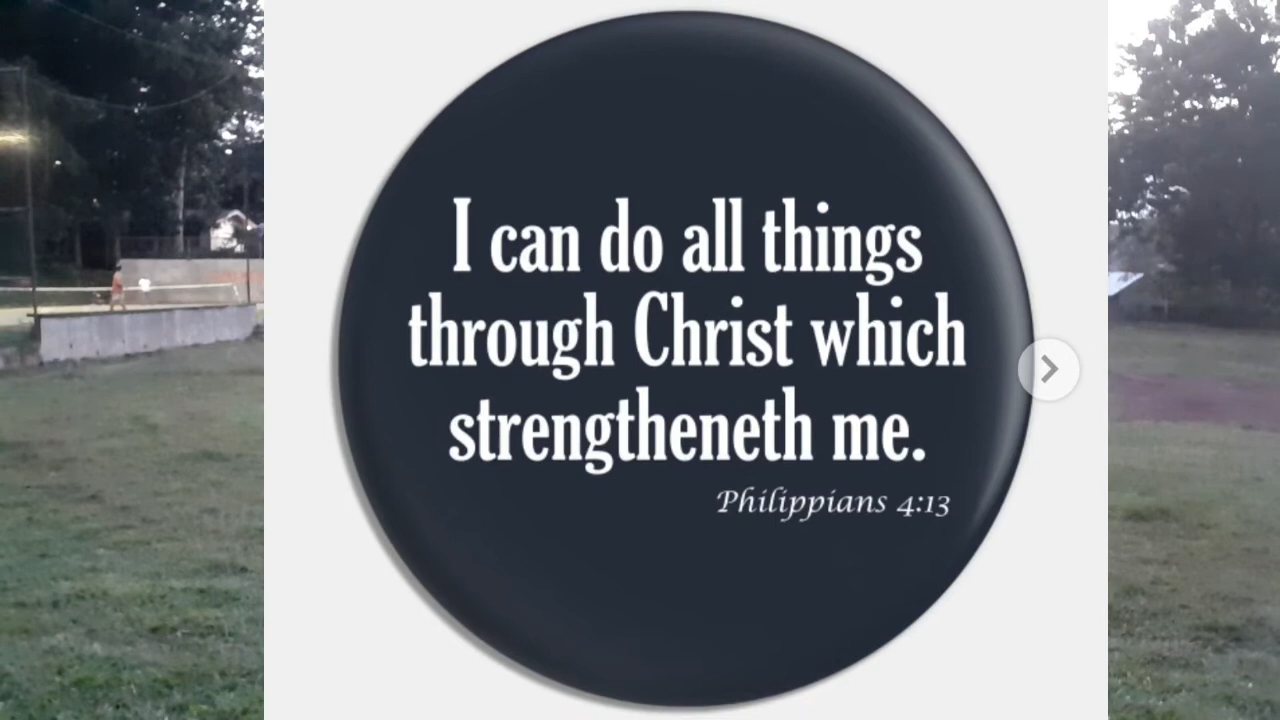 I can do all things
through Christ which
strengtheneth me.
Philippians 4:13